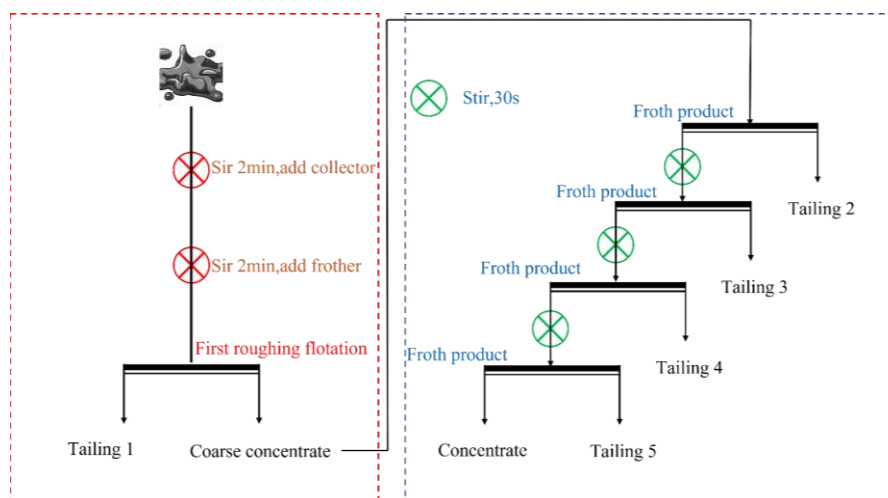 Sir 2min,add collector
Sir 2min,add frother
First roughing flotation
Tailing 1
Coarse concentrate
Stir,30s
Froth product
Tailing 2
Froth product
Tailing 3
Froth product
Tailing 4
Froth product
Concentrate
Tailing 5